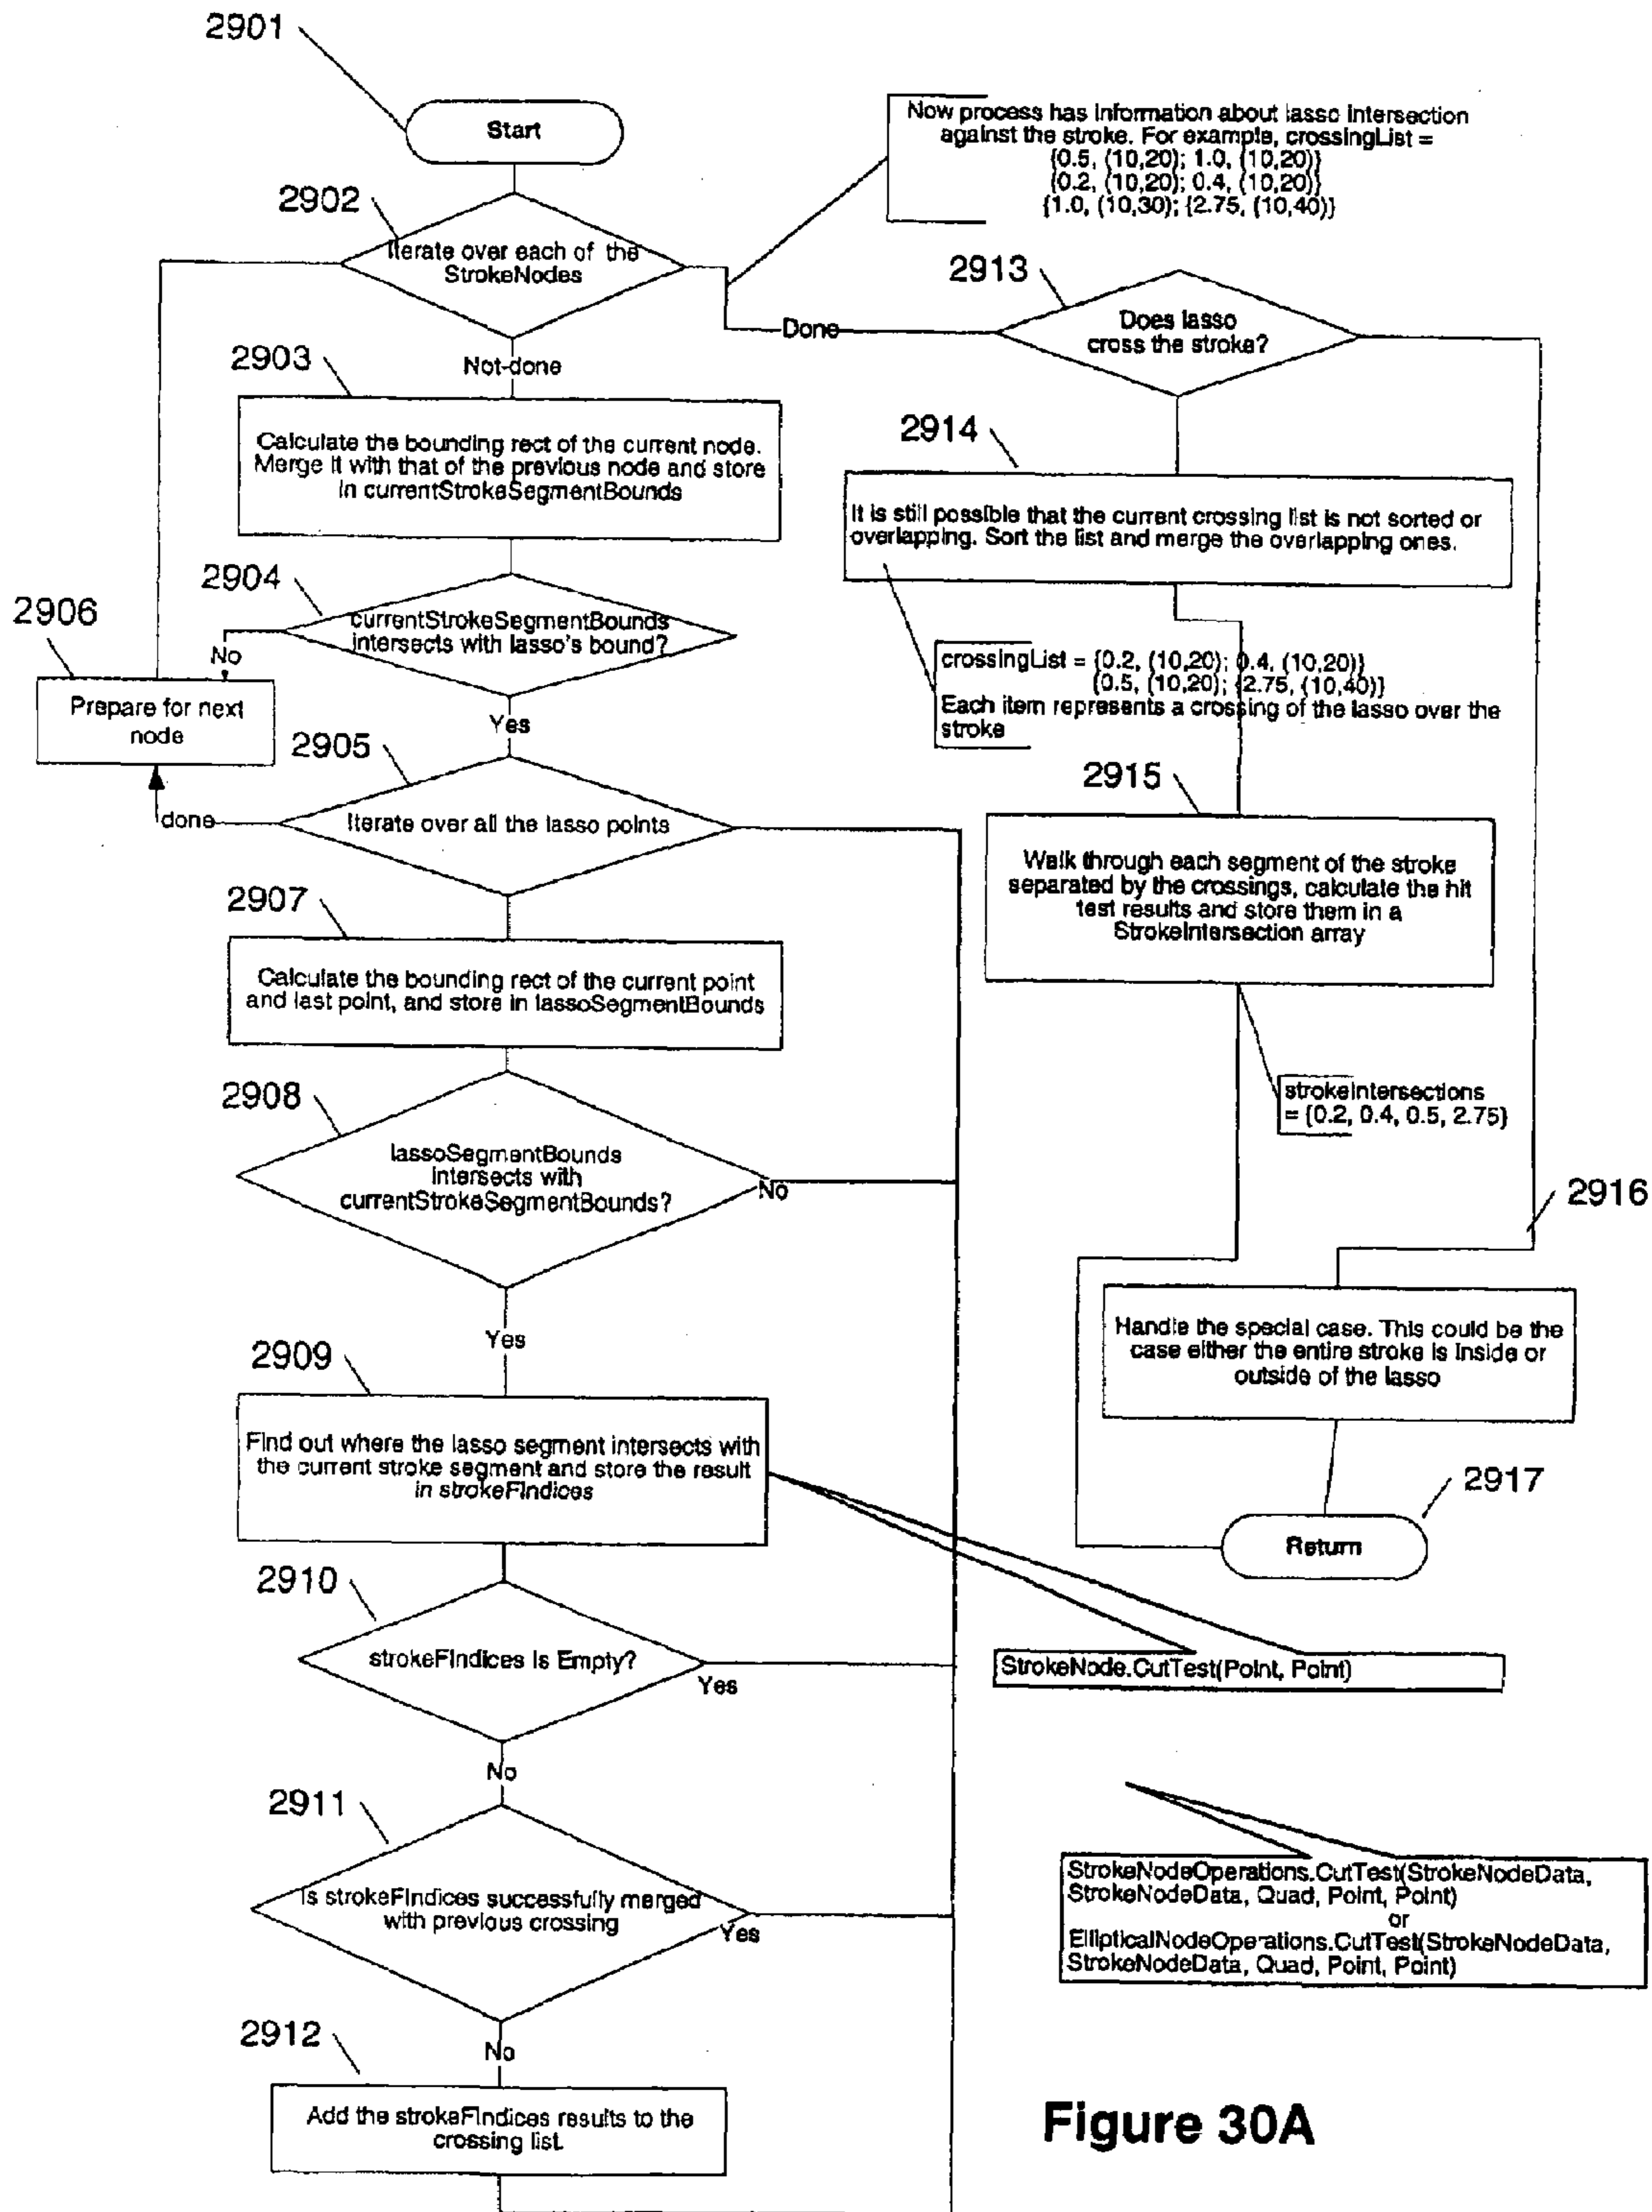 2901
Start
2902
Iterate over each of the
StrokeNodes
Not-done
2903
Calculate the bounding rect of the current node.
Merge it with that of the previous node and store
in currentStrokeSegmentBounds
2904
currentStrokeSegmentBounds
intersects with lasso's bound?
No
2906
Prepare for next
node
Yes
2905
Iterate over all the lasso points
done
2907
Calculate the bounding rect of the current point
and last point, and store in lassoSegmentBounds
2908
lassoSegmentBounds
intersects with
currentStrokeSegmentBounds?
No
Yes
2909
Find out where the lasso segment intersects with
the current stroke segment and store the result
in strokeFIndices
2910
strokeFIndices is Empty?
Yes
No
2911
Is strokeFIndices successfully merged
with previous crossing
Yes
No
2912
Add the strokeFIndices results to the
crossing list.
Now process has information about lasso intersection
against the stroke. For example, crossingList =
{0.5, (10,20); 1.0, (10,20)}
{0.2, (10,20); 0.4, (10,20)}
{1.0, (10,30); {2.75, (10,40)}
Done
2913
Does lasso
cross the stroke?
2914
It is still possible that the current crossing list is not sorted or
overlapping. Sort the list and merge the overlapping ones.
crossingList = {0.2, (10,20); 0.4, (10,20)}
{0.5, (10,20); {2.75, (10,40)}
Each item represents a crossing of the lasso over the
stroke
2915
Walk through each segment of the stroke
separated by the crossings, calculate the hit
test results and store them in a
StrokeIntersection array
strokeIntersections
= {0.2, 0.4, 0.5, 2.75}
2916
Handle the special case. This could be the
case either the entire stroke is inside or
outside of the lasso
2917
Return
StrokeNode.CutTest(Point, Point)
StrokeNodeOperations.CutTest(StrokeNodeData,
StrokeNodeData, Quad, Point, Point)
or
EllipticalNodeOperations.CutTest(StrokeNodeData,
StrokeNodeData, Quad, Point, Point)
Figure 30A